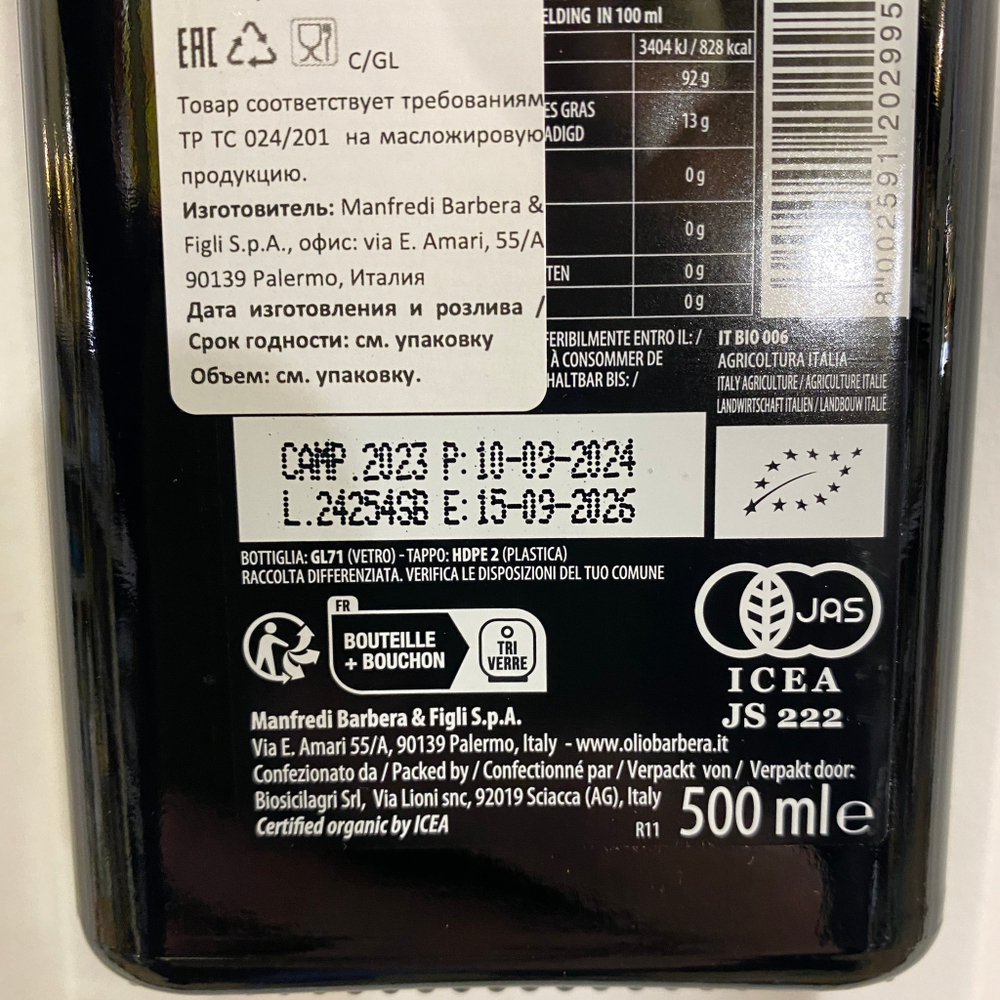 ELDING IN 100 ml
3404 kJ / 828 kcal
92 g
ES GRAS
ADIGD
13 g
0 g
0 g
TEN
0 g
0 g
8 002591 202995
EAC
C/GL
Товар соответствует требованиям
ТР ТС 024/201 на масложировую
продукцию.
Изготовитель: Manfredi Barbera &
Figli S.p.A., офис: via E. Amari, 55/A
90139 Palermo, Италия
Дата изготовления и розлива /
Срок годности: см. упаковку
Объем: см. упаковку.
FERIBILMENTE ENTRO IL: /
À CONSOMMER DE
HALTBAR BIS: /
IT BIO 006
AGRICOLTURA ITALIA
ITALY AGRICULTURE / AGRICULTURE ITALIE
LANDWIRTSCHAFT ITALIEN / LANDBOUW ITALIË
CAMP.2023 P:10-09-2024
L.24254SB E:15-09-2026
BOTTIGLIA: GL71 (VETRO) - TAPPO: HDPE 2 (PLASTICA)
RACCOLTA DIFFERENZIATA. VERIFICA LE DISPOSIZIONI DEL TUO COMUNE
FR
BOUTEILLE
+ BOUCHON
TRI
VERRE
JAS
ICEA
JS 222
Manfredi Barbera & Figli S.p.A.
Via E. Amari 55/A, 90139 Palermo, Italy - www.oliobarbera.it
Confezionato da / Packed by / Confectionné par / Verpackt von / Verpakt door:
Biosicilagri Srl, Via Lioni snc, 92019 Sciacca (AG), Italy
Certified organic by ICEA
R11
500 ml e